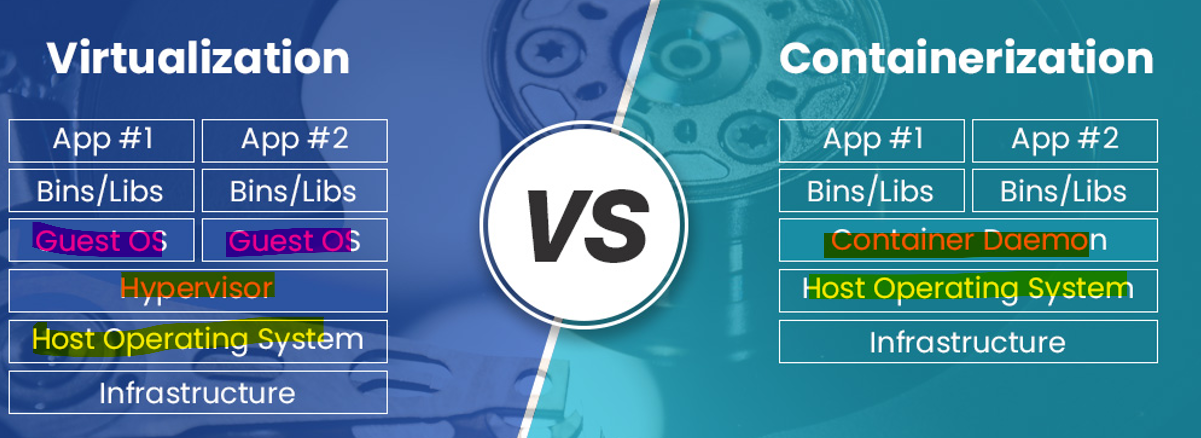 Virtualization
App #1 App #2
Bins/Libs Bins/Libs
Guest OS Guest OS
Hypervisor
Host Operating System
Infrastructure
VS
Containerization
App #1 App #2
Bins/Libs Bins/Libs
Container Daemon
Host Operating System
Infrastructure